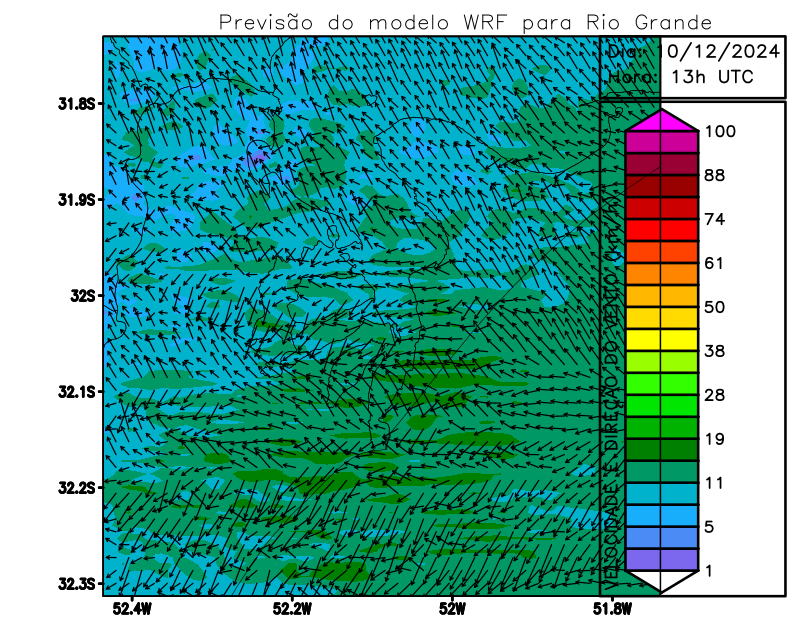 Previsão do modelo WRF para Rio Grande
Dia: 10/12/2024
Hora: 13h UTC
31.8S
31.9S
32S
32.1S
32.2S
32.3S
52.4W
52.2W
52W
51.8W
VELOCIDADE E DIREÇÃO DO VENTO (km/h)
100
88
74
61
50
38
28
19
11
5
1